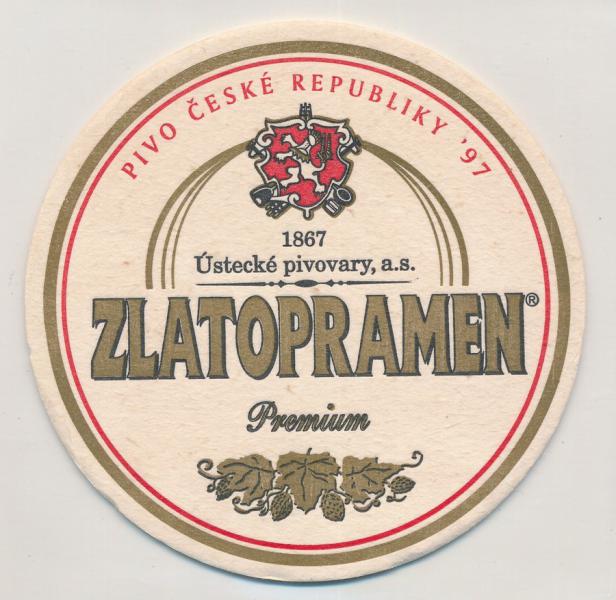 PIVO ČESKÉ REPUBLIKY '97
1867
Ústecké pivovary, a.s.
ZLATOPRAMEN®
Premium